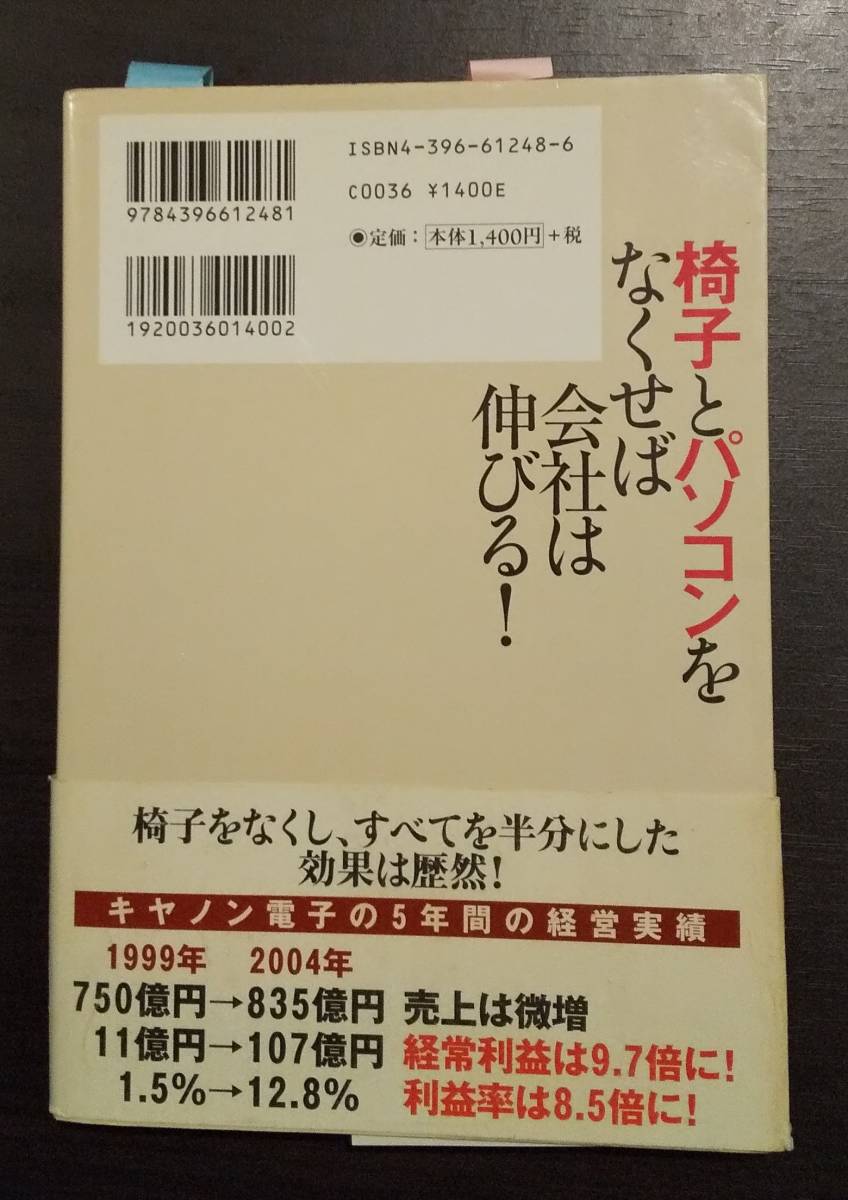 9784396612481
ISBN4-396-61248-6
C0036 ¥1400E
◉定価：本体1,400円+税
1920036014002
椅子とパソコンを
なくせば
会社は
伸びる！
椅子をなくし、すべてを半分にした
効果は歴然！
キヤノン電子の5年間の経営実績
1999年 2004年
750億円→835億円 売上は微増
11億円→107億円 経常利益は9.7倍に！
1.5%→12.8% 利益率は8.5倍に！